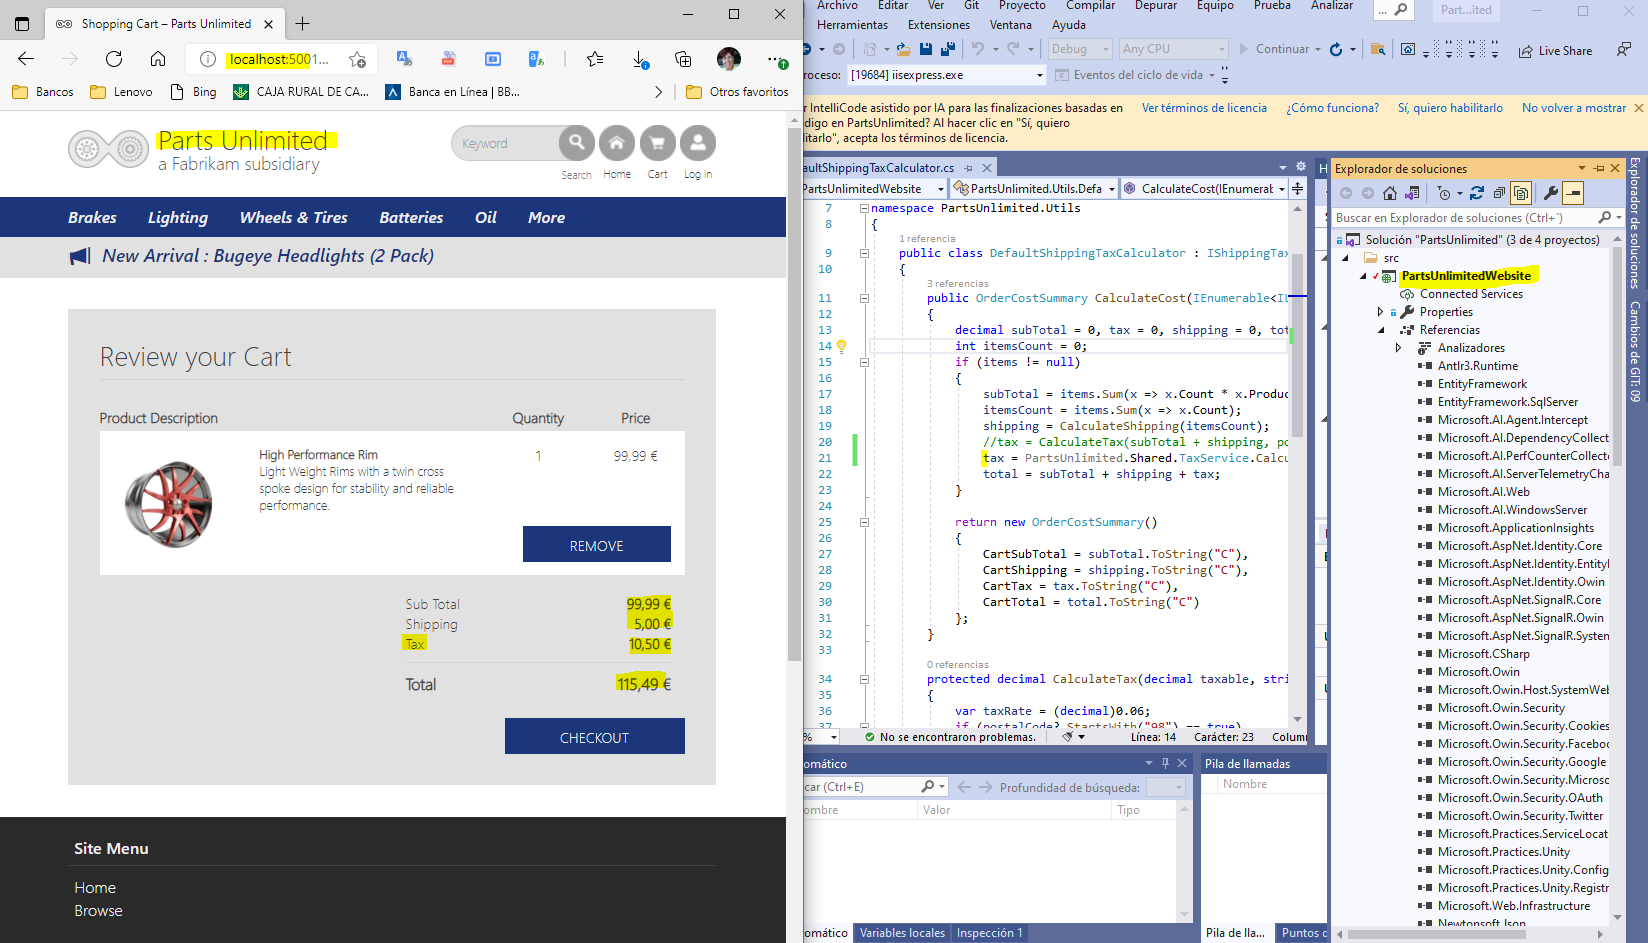 Shopping Cart – Parts Unlimited
localhost:5001...
Bancos
Lenovo
Bing
CAJA RURAL DE CA...
Banca en Línea | BB...
Otros favoritos
Parts Unlimited
a Fabrikam subsidiary
Keyword
Search
Home
Cart
Log in
Brakes
Lighting
Wheels & Tires
Batteries
Oil
More
New Arrival : Bugeye Headlights (2 Pack)
Review your Cart
Product Description
Quantity
Price
High Performance Rim
1
99,99 €
Light Weight Rims with a twin cross
spoke design for stability and reliable
performance.
REMOVE
Sub Total
99,99 €
Shipping
5,00 €
Tax
10,50 €
Total
115,49 €
CHECKOUT
Site Menu
Home
Browse
Archivo
Editar
Ver
Git
Proyecto
Compilar
Depurar
Equipo
Prueba
Analizar
...
Part...ited
Herramientas
Extensiones
Ventana
Ayuda
Debug
Any CPU
Continuar
Live Share
roceso:
[19684] iisexpress.exe
Eventos del ciclo de vida
r IntelliCode asistido por IA para las finalizaciones basadas en
digo en PartsUnlimited? Al hacer clic en "Sí, quiero
litarlo", acepta los términos de licencia.
Ver términos de licencia
¿Cómo funciona?
Sí, quiero habilitarlo
No volver a mostrar
aultShippingTaxCalculator.cs
PartsUnlimitedWebsite
PartsUnlimited.Utils.Defa
CalculateCost(IEnumerab
7 namespace PartsUnlimited.Utils
8 {
1 referencia
9 public class DefaultShippingTaxCalculator : IShippingTax
10 {
3 referencias
11 public OrderCostSummary CalculateCost(IEnumerable<IL
12 {
13 decimal subTotal = 0, tax = 0, shipping = 0, tot
14 int itemsCount = 0;
15 if (items != null)
16 {
17 subTotal = items.Sum(x => x.Count * x.Produc
18 itemsCount = items.Sum(x => x.Count);
19 shipping = CalculateShipping(itemsCount);
20 //tax = CalculateTax(subTotal + shipping, po
21 tax = PartsUnlimited.Shared.TaxService.Calcu
22 total = subTotal + shipping + tax;
23 }
24
25 return new OrderCostSummary()
26 {
27 CartSubTotal = subTotal.ToString("C"),
28 CartShipping = shipping.ToString("C"),
29 CartTax = tax.ToString("C"),
30 CartTotal = total.ToString("C")
31 };
32 }
33
0 referencias
34 protected decimal CalculateTax(decimal taxable, stri
35 {
36 var taxRate = (decimal)0.06;
37 if (postalCode?.StartsWith("98") == true)
%
No se encontraron problemas.
Línea: 14
Carácter: 23
Column
omático
car (Ctrl+E)
Profundidad de búsqueda:
ombre
Valor
Tipo
omático
Variables locales
Inspección 1
Pila de llamadas
Nombre
Pila de lla...
Puntos d
Explorador de soluciones
Buscar en Explorador de soluciones (Ctrl+`)
Solución "PartsUnlimited" (3 de 4 proyectos)
src
PartsUnlimitedWebsite
Connected Services
Properties
Referencias
Analizadores
Antlr3.Runtime
EntityFramework
EntityFramework.SqlServer
Microsoft.AI.Agent.Intercept
Microsoft.AI.DependencyCollect
Microsoft.AI.PerfCounterCollecto
Microsoft.AI.ServerTelemetryCha
Microsoft.AI.Web
Microsoft.AI.WindowsServer
Microsoft.ApplicationInsights
Microsoft.AspNet.Identity.Core
Microsoft.AspNet.Identity.Entityl
Microsoft.AspNet.Identity.Owin
Microsoft.AspNet.SignalR.Core
Microsoft.AspNet.SignalR.Owin
Microsoft.AspNet.SignalR.System
Microsoft.CSharp
Microsoft.Owin
Microsoft.Owin.Host.SystemWeb
Microsoft.Owin.Security
Microsoft.Owin.Security.Cookies
Microsoft.Owin.Security.Faceboo
Microsoft.Owin.Security.Google
Microsoft.Owin.Security.Microso
Microsoft.Owin.Security.OAuth
Microsoft.Owin.Security.Twitter
Microsoft.Practices.ServiceLocat
Microsoft.Practices.Unity
Microsoft.Practices.Unity.Config
Microsoft.Practices.Unity.Registr
Microsoft.Web.Infrastructure
Newtonsoft.Json
Explorador de soluciones
Cambios de GIT: 09